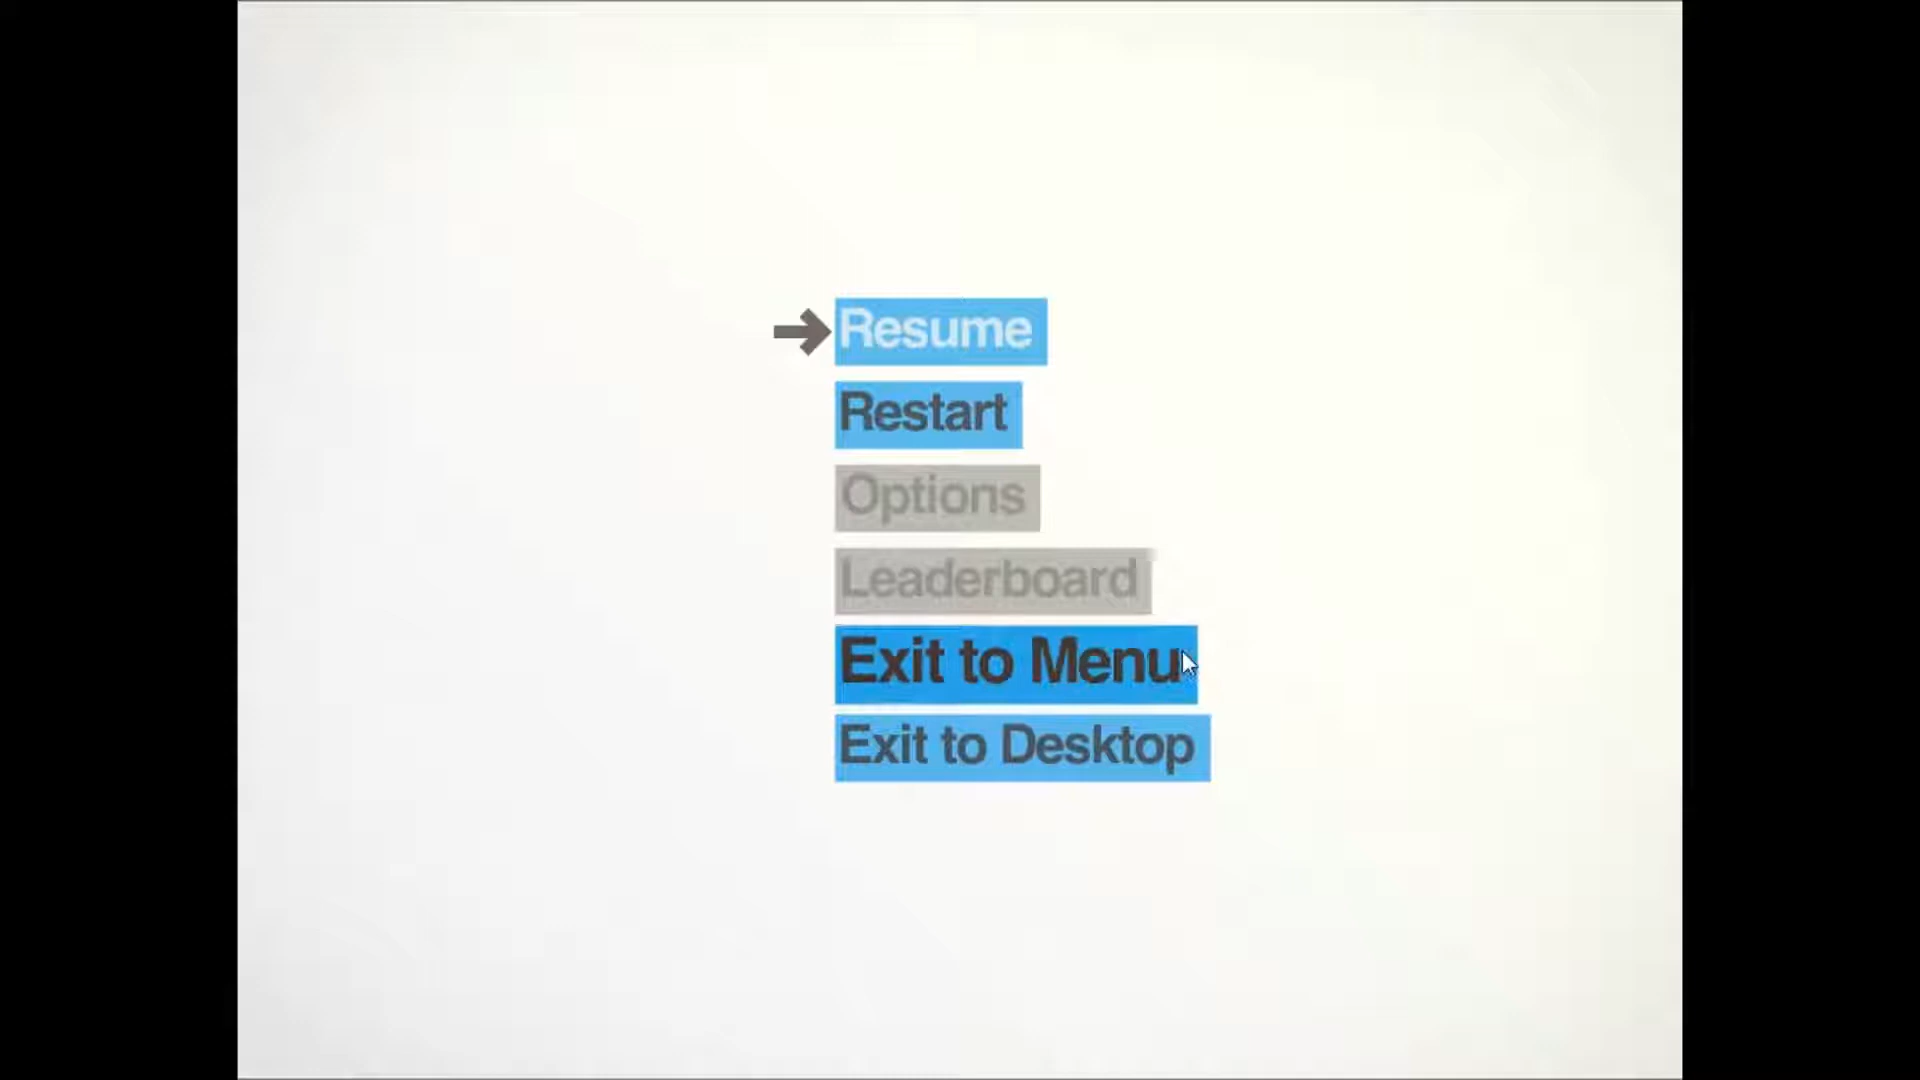 Resume
Restart
Options
Leaderboard
Exit to Menu
Exit to Desktop